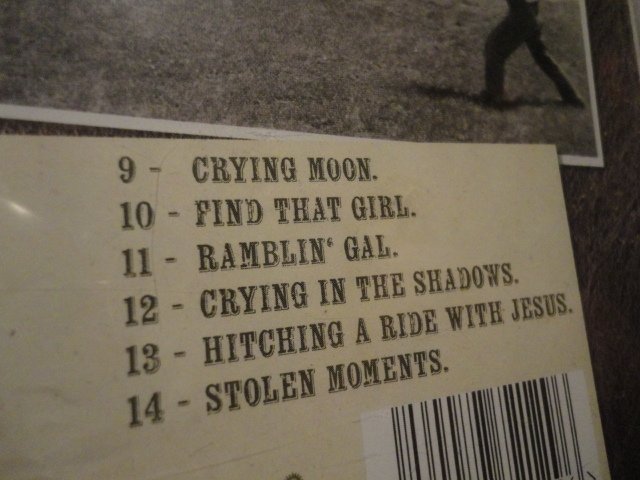 9 - CRYING MOON.
10 - FIND THAT GIRL.
11 - RAMBLIN' GAL.
12 - CRYING IN THE SHADOWS.
13 - HITCHING A RIDE WITH JESUS.
14 - STOLEN MOMENTS.